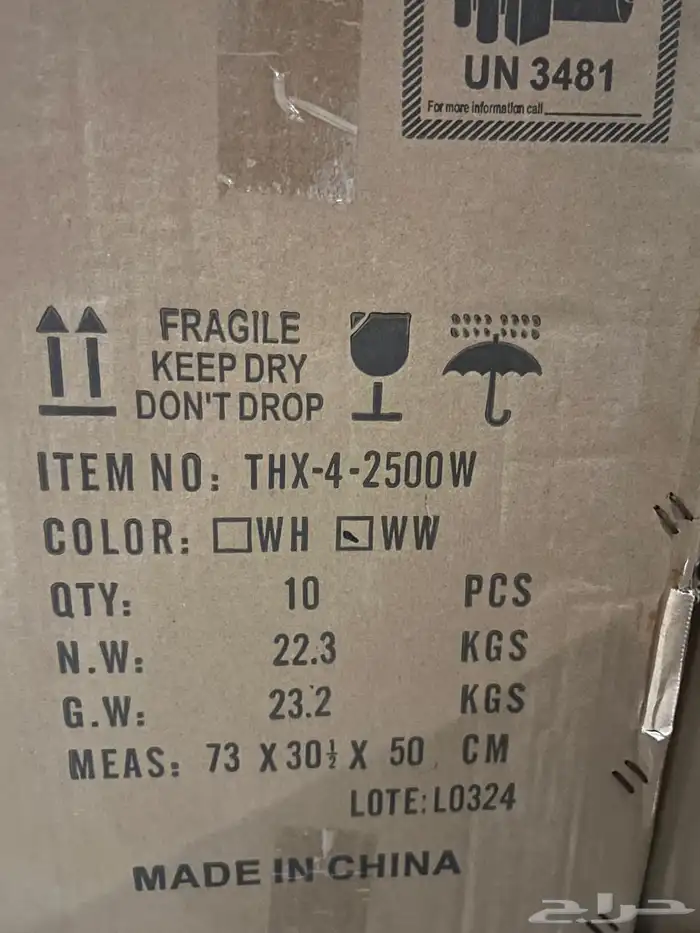 UN 3481
For more information call
FRAGILE
KEEP DRY
DON'T DROP
ITEM NO: THX-4-2500W
COLOR: WH WW
QTY: 10 PCS
N.W: 22.3 KGS
G.W: 23.2 KGS
MEAS: 73 X 30½ X 50 CM
LOTE: L0324
MADE IN CHINA
حراج